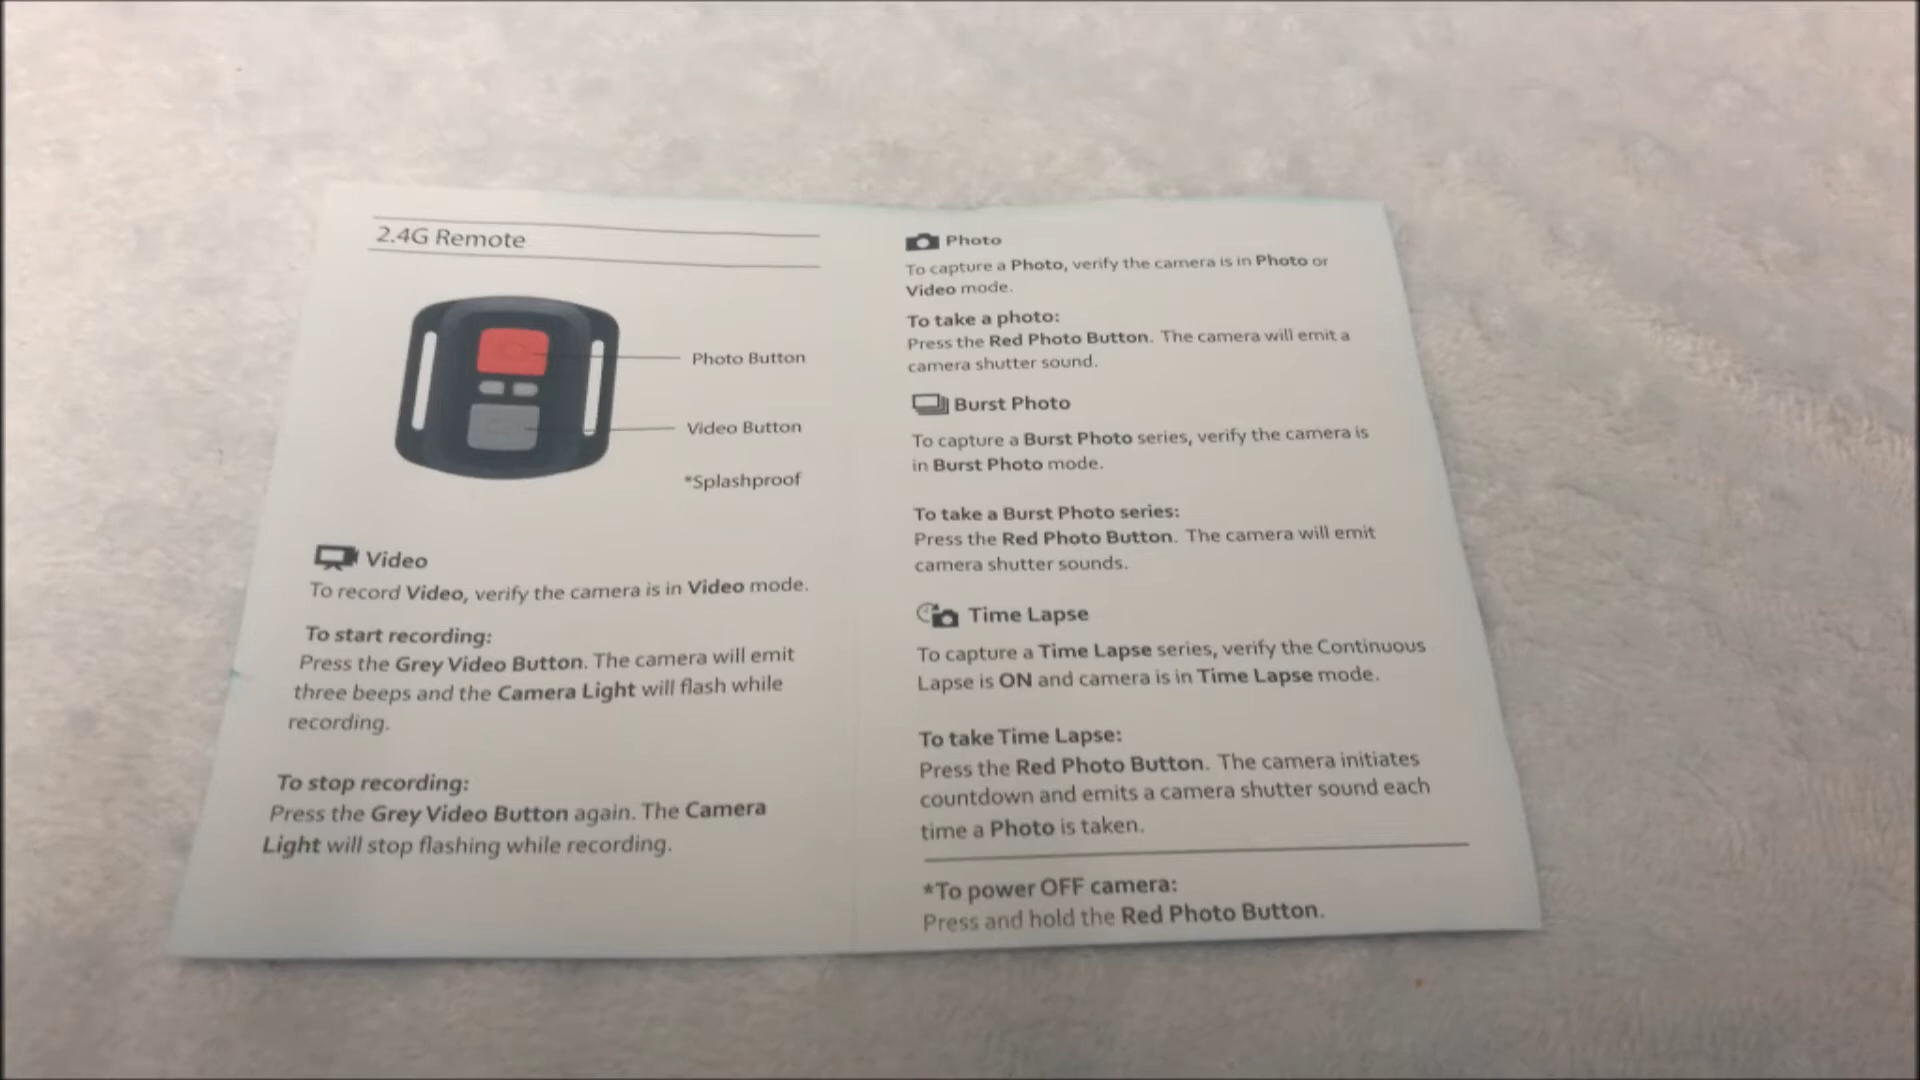 2.4G Remote
Photo Button
Video Button
*Splashproof
Video
To record Video, verify the camera is in Video mode.
To start recording:
Press the Grey Video Button. The camera will emit
three beeps and the Camera Light will flash while
recording.
To stop recording:
Press the Grey Video Button again. The Camera
Light will stop flashing while recording.
Photo
To capture a Photo, verify the camera is in Photo or
Video mode.
To take a photo:
Press the Red Photo Button. The camera will emit a
camera shutter sound.
Burst Photo
To capture a Burst Photo series, verify the camera is
in Burst Photo mode.
To take a Burst Photo series:
Press the Red Photo Button. The camera will emit
camera shutter sounds.
Time Lapse
To capture a Time Lapse series, verify the Continuous
Lapse is ON and camera is in Time Lapse mode.
To take Time Lapse:
Press the Red Photo Button. The camera initiates
countdown and emits a camera shutter sound each
time a Photo is taken.
*To power OFF camera:
Press and hold the Red Photo Button.